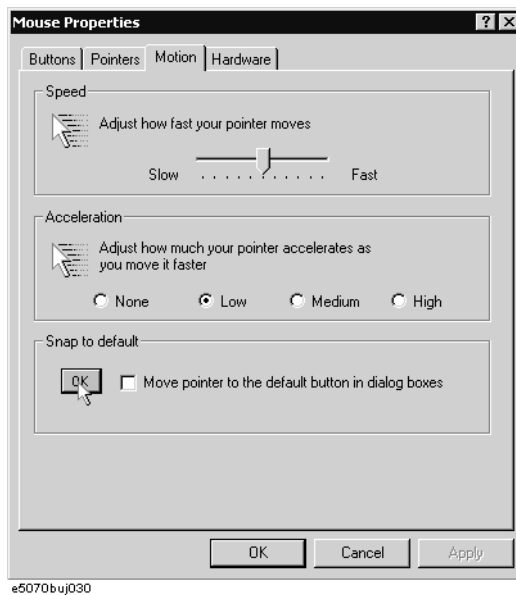 Mouse Properties
Buttons Pointers Motion Hardware
Speed
Adjust how fast your pointer moves
Slow Fast
Acceleration
Adjust how much your pointer accelerates as
you move it faster
None Low Medium High
Snap to default
OK Move pointer to the default button in dialog boxes
OK Cancel Apply
e5070buj030